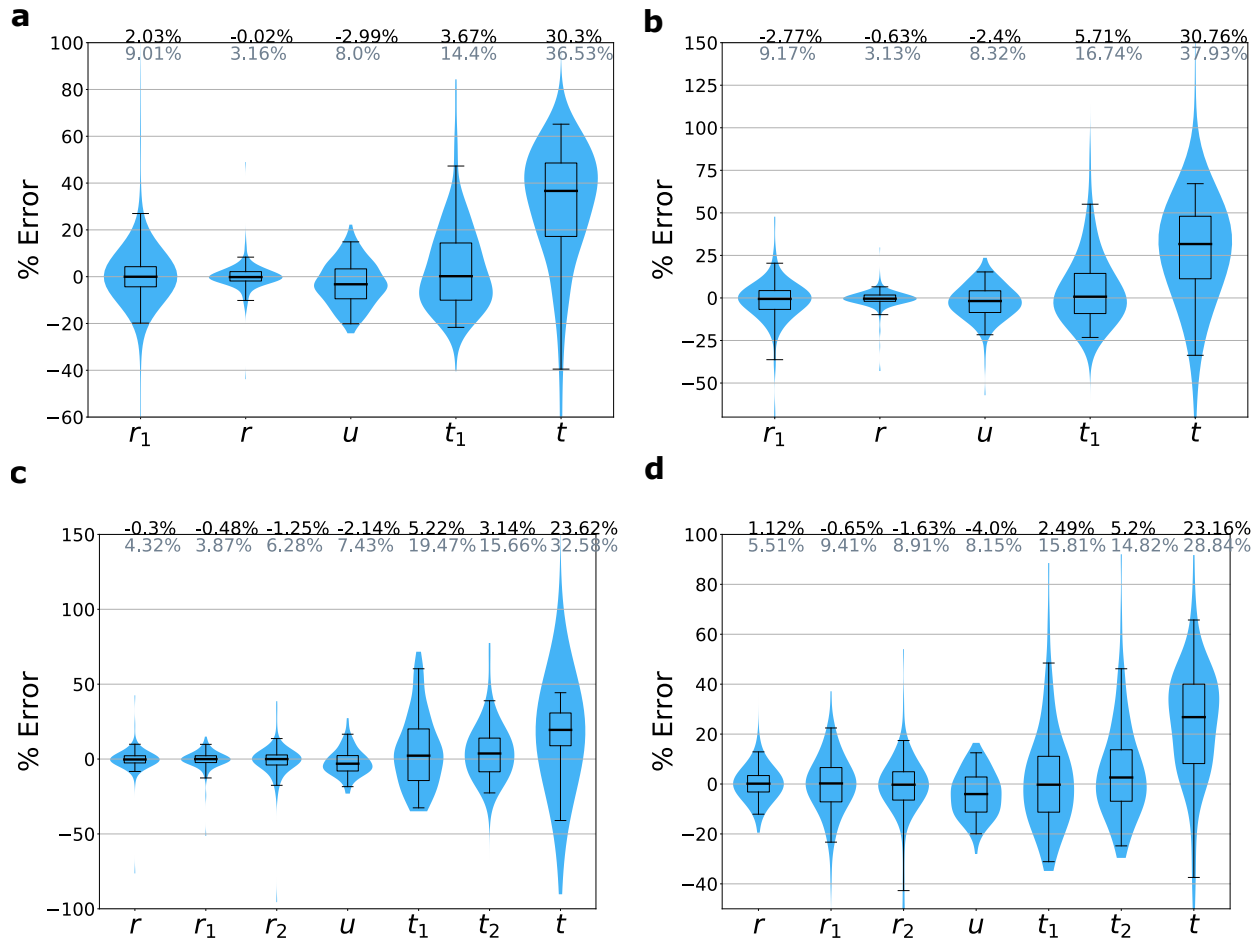 a
2.03% -0.02% -2.99% 3.67% 30.3%
9.01% 3.16% 8.0% 14.4% 36.53%
100
80
60
40
20
0
−20
−40
−60
% Error
r1 r u t1 t
b
-2.77% -0.63% -2.4% 5.71% 30.76%
9.17% 3.13% 8.32% 16.74% 37.93%
150
125
100
75
50
25
0
−25
−50
% Error
r1 r u t1 t
c
-0.3% -0.48% -1.25% -2.14% 5.22% 3.14% 23.62%
4.32% 3.87% 6.28% 7.43% 19.47% 15.66% 32.58%
150
100
50
0
−50
−100
% Error
r r1 r2 u t1 t2 t
d
1.12% -0.65% -1.63% -4.0% 2.49% 5.2% 23.16%
5.51% 9.41% 8.91% 8.15% 15.81% 14.82% 28.84%
100
80
60
40
20
0
−20
−40
% Error
r r1 r2 u t1 t2 t